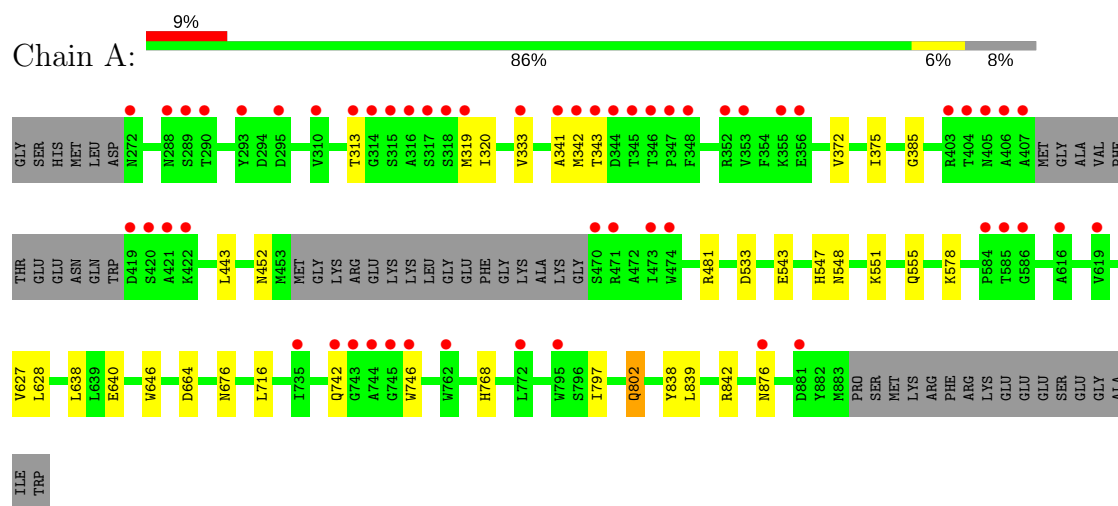 9%
Chain A:
86% 6% 8%
GLY SER HIS MET LEU ASP N272 N288 S289 T290 Y293 D294 D295 V310 T313 G314 S315 A316 S317 S318 M319 I320 V333 A341 M342 T343 D344 T345 T346 P347 F348 R352 V353 F354 K355 E356 V372 I375 G385 R403 T404 N405 A406 A407 MET GLY ALA VAL PHE
THR GLU GLU ASN GLN TRP D419 S420 A421 K422 L443 N452 M453 MET GLY LYS ARG GLU LYS LYS LEU GLY GLU PHE GLY LYS ALA LYS GLY S470 R471 A472 I473 W474 R481 D533 E543 H547 N548 K551 Q555 K578 P584 T585 G586 A616 V619
V627 L628 L638 L639 E640 W646 D664 N676 L716 I735 Q742 G743 A744 G745 W746 W762 H768 L772 W795 S796 I797 Q802 Y838 L839 R842 N876 D881 Y882 M883 PRO SER MET LYS ARG PHE ARG LYS GLU GLU GLU SER GLU GLY ALA
ILE TRP